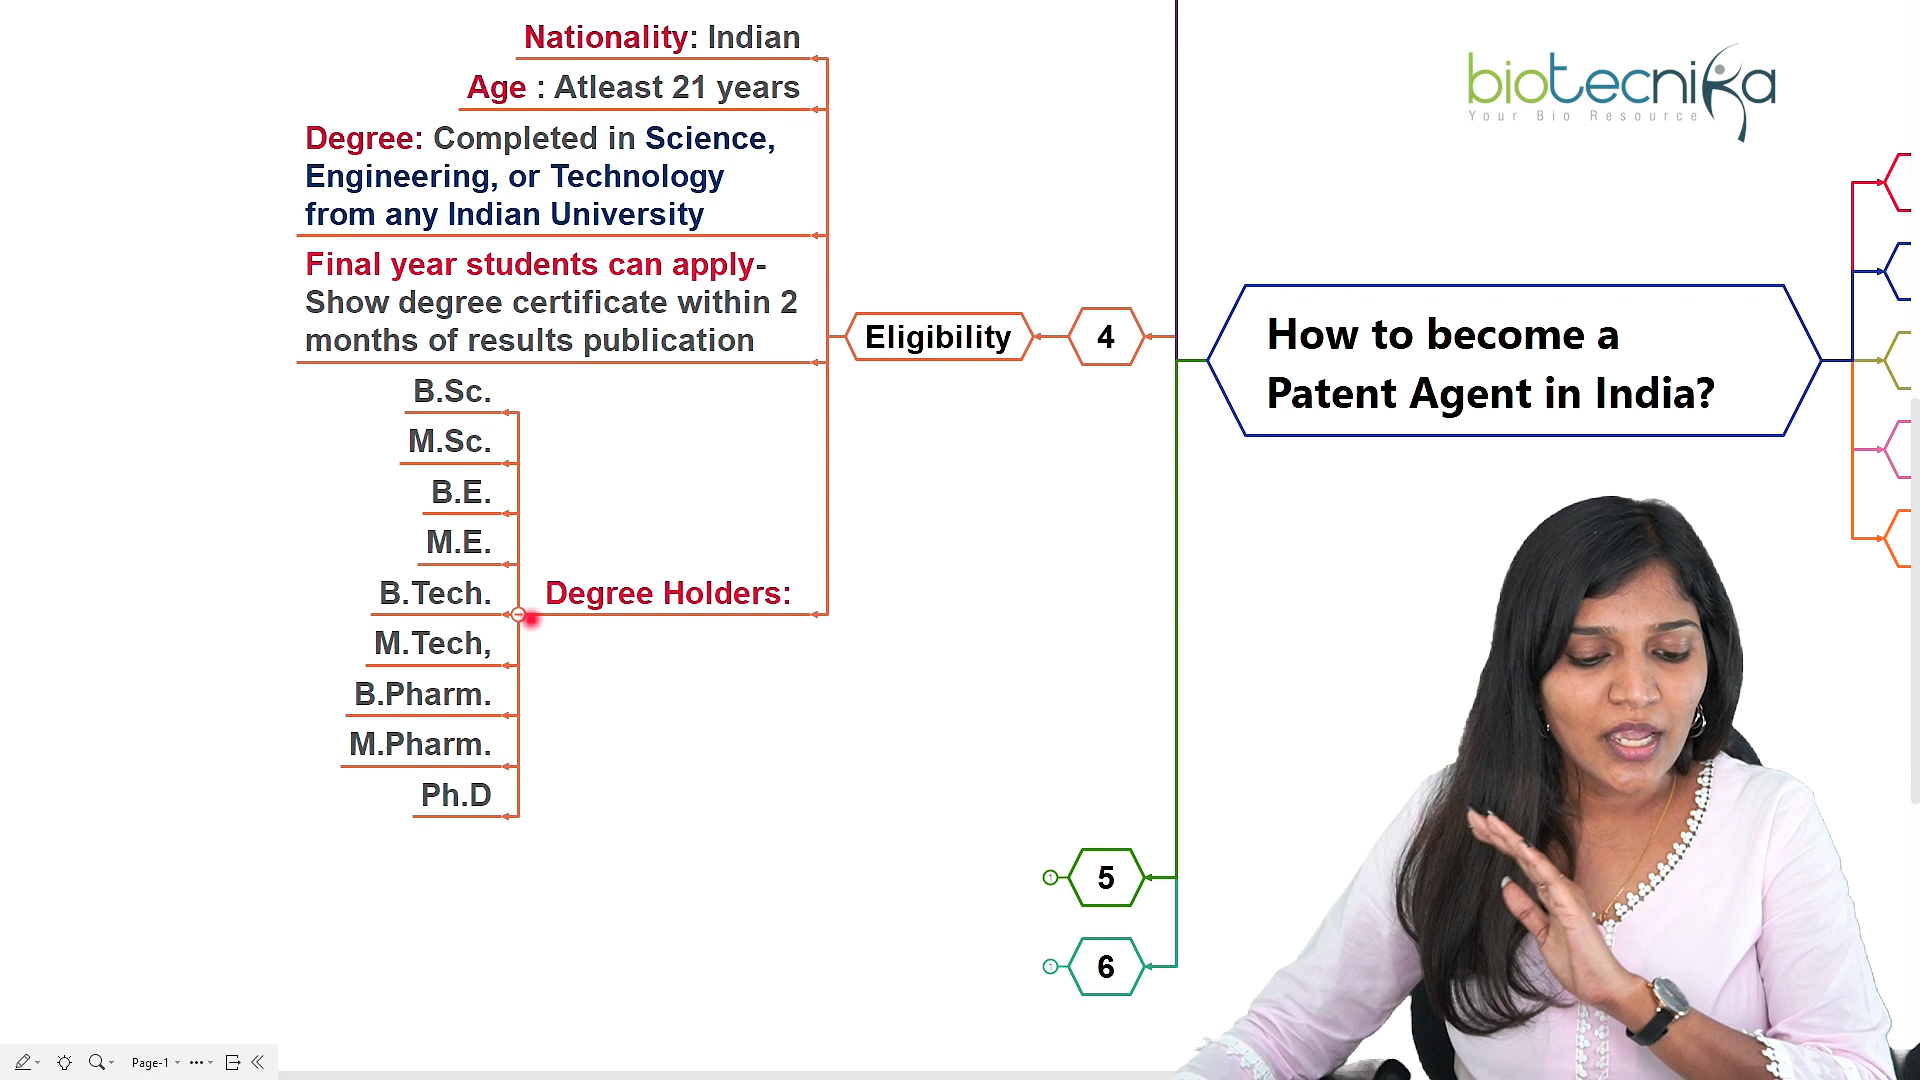 Nationality: Indian
Age : Atleast 21 years
Degree: Completed in Science,
Engineering, or Technology
from any Indian University
Final year students can apply-
Show degree certificate within 2
months of results publication
Degree Holders:
B.Sc.
M.Sc.
B.E.
M.E.
B.Tech.
M.Tech,
B.Pharm.
M.Pharm.
Ph.D
Eligibility
4
5
1
6
1
How to become a
Patent Agent in India?
biotecnika
Your Bio Resource
Page-1